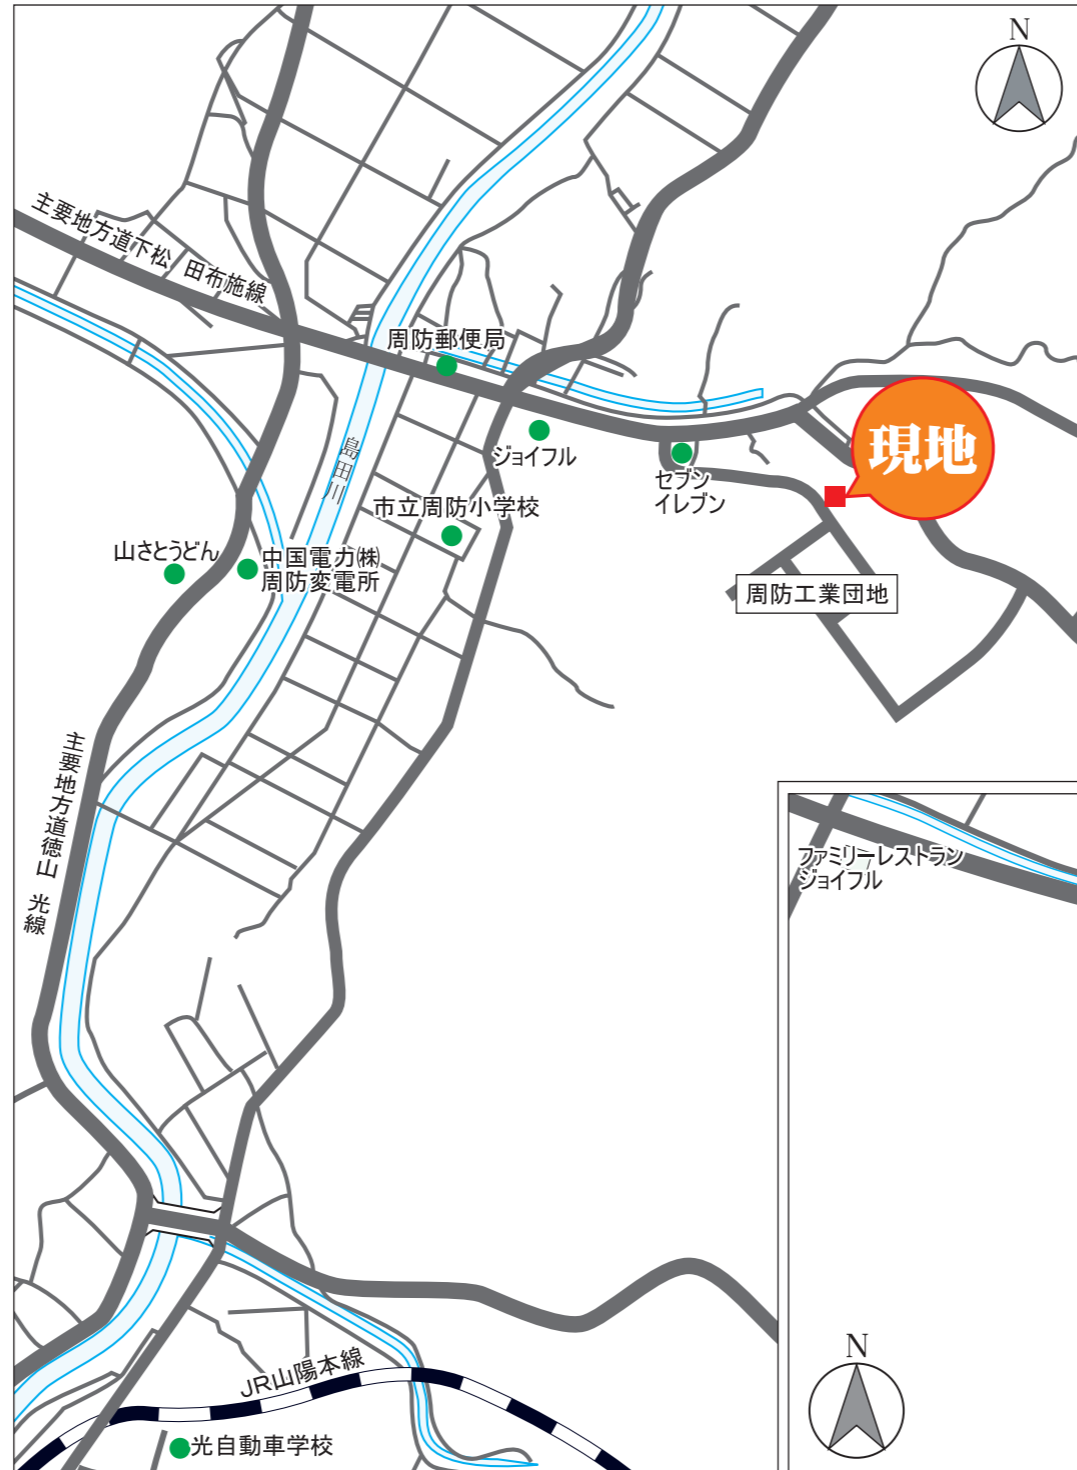 N
主要地方道下松 田布施線
周防郵便局
島田川
ジョイフル
現地
セブン
イレブン
市立周防小学校
山さとうどん
中国電力㈱
周防変電所
周防工業団地
主要地方道徳山 光線
ファミリーレストラン
ジョイフル
N
JR山陽本線
光自動車学校